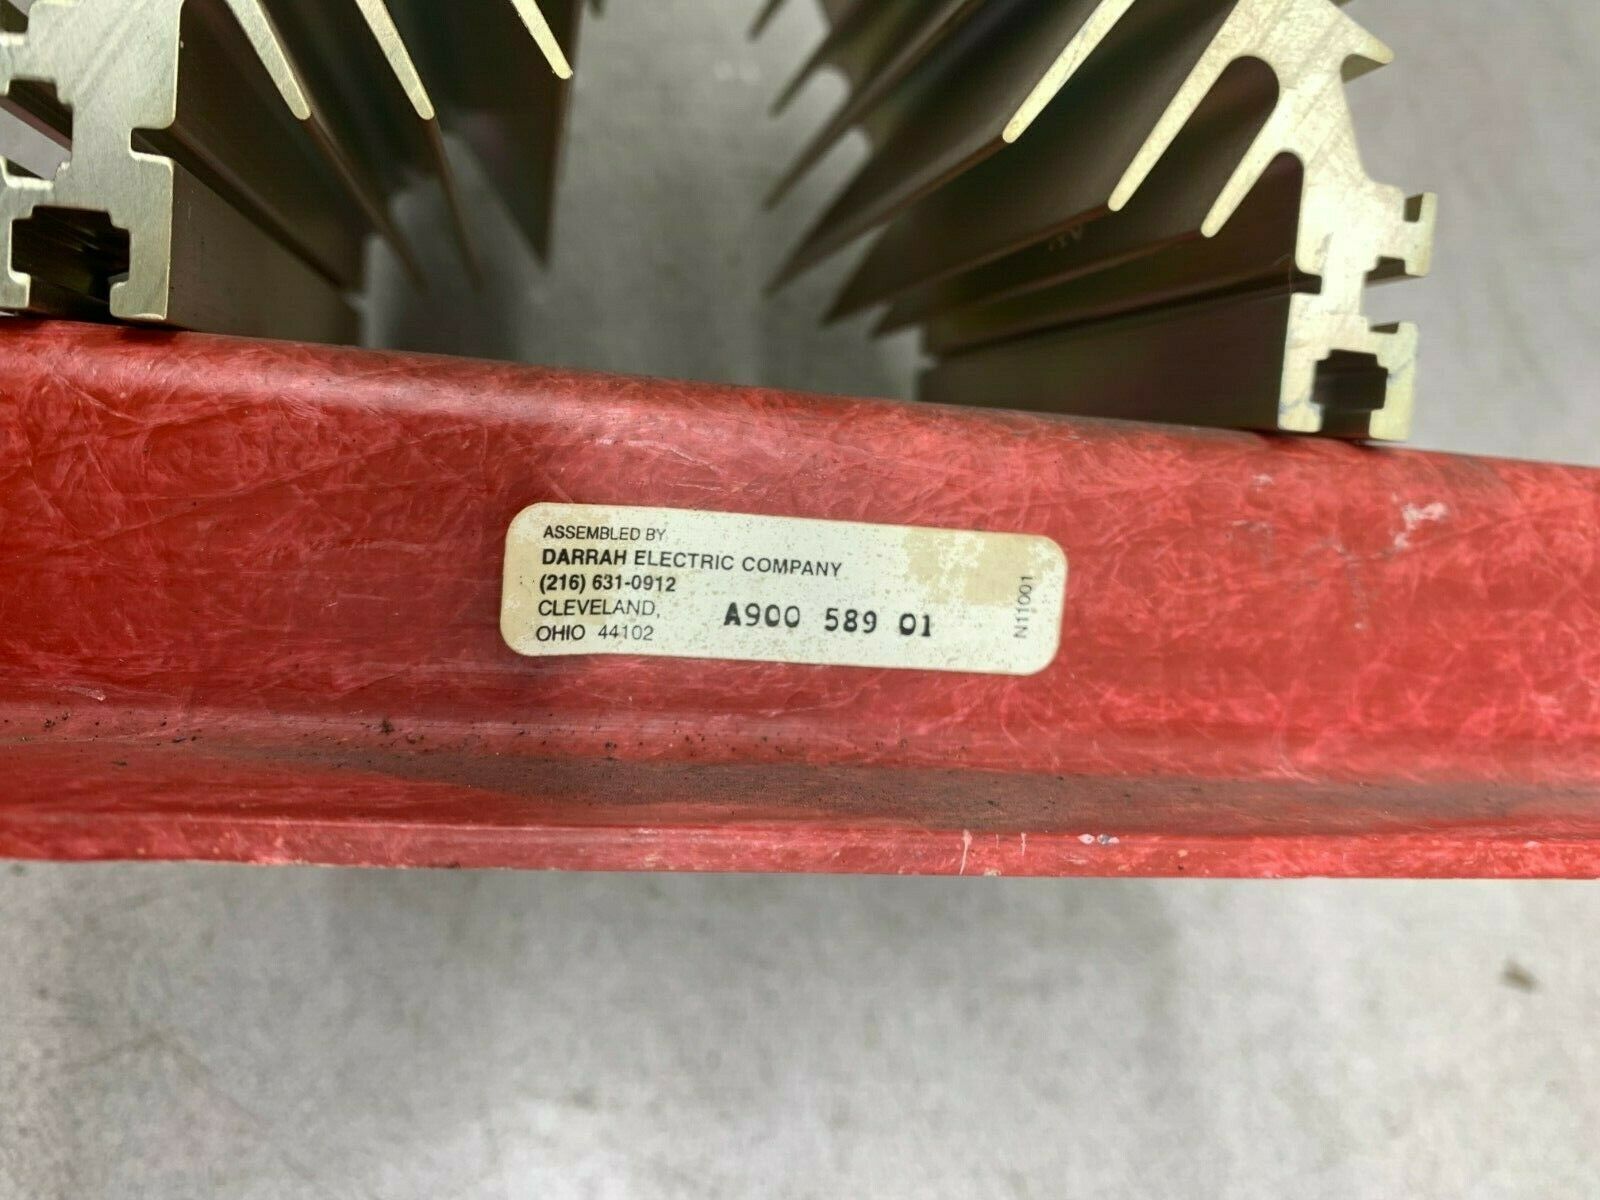 ASSEMBLED BY
DARRAH ELECTRIC COMPANY
(216) 631-0912
CLEVELAND,
OHIO 44102
A900 589 01
N11001